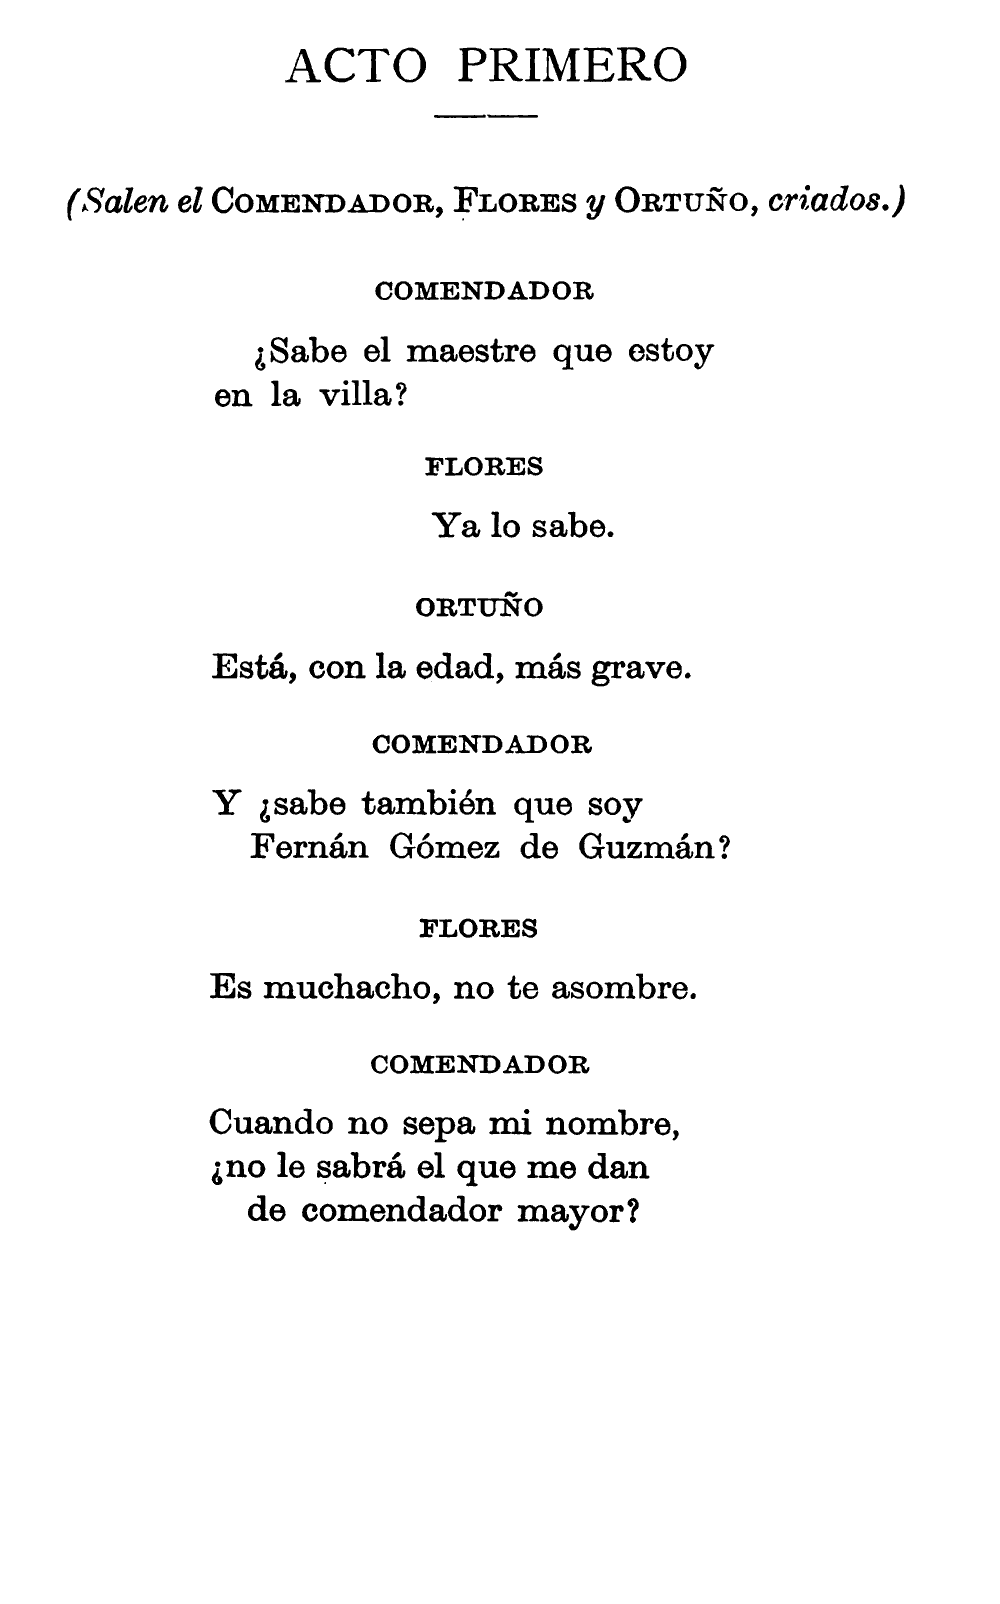 ACTO PRIMERO
(Salen el COMENDADOR, FLORES y ORTUÑO, criados.)
COMENDADOR
¿Sabe el maestre que estoy
en la villa?
FLORES
Ya lo sabe.
ORTUÑO
Está, con la edad, más grave.
COMENDADOR
Y ¿sabe también que soy
Fernán Gómez de Guzmán?
FLORES
Es muchacho, no te asombre.
COMENDADOR
Cuando no sepa mi nombre,
¿no le sabrá el que me dan
de comendador mayor?